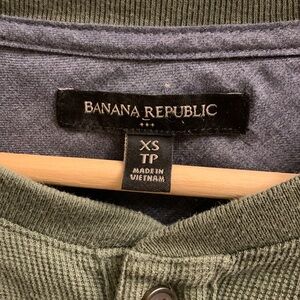 BANANA REPUBLIC
XS
TP
MADE IN
VIETNAM